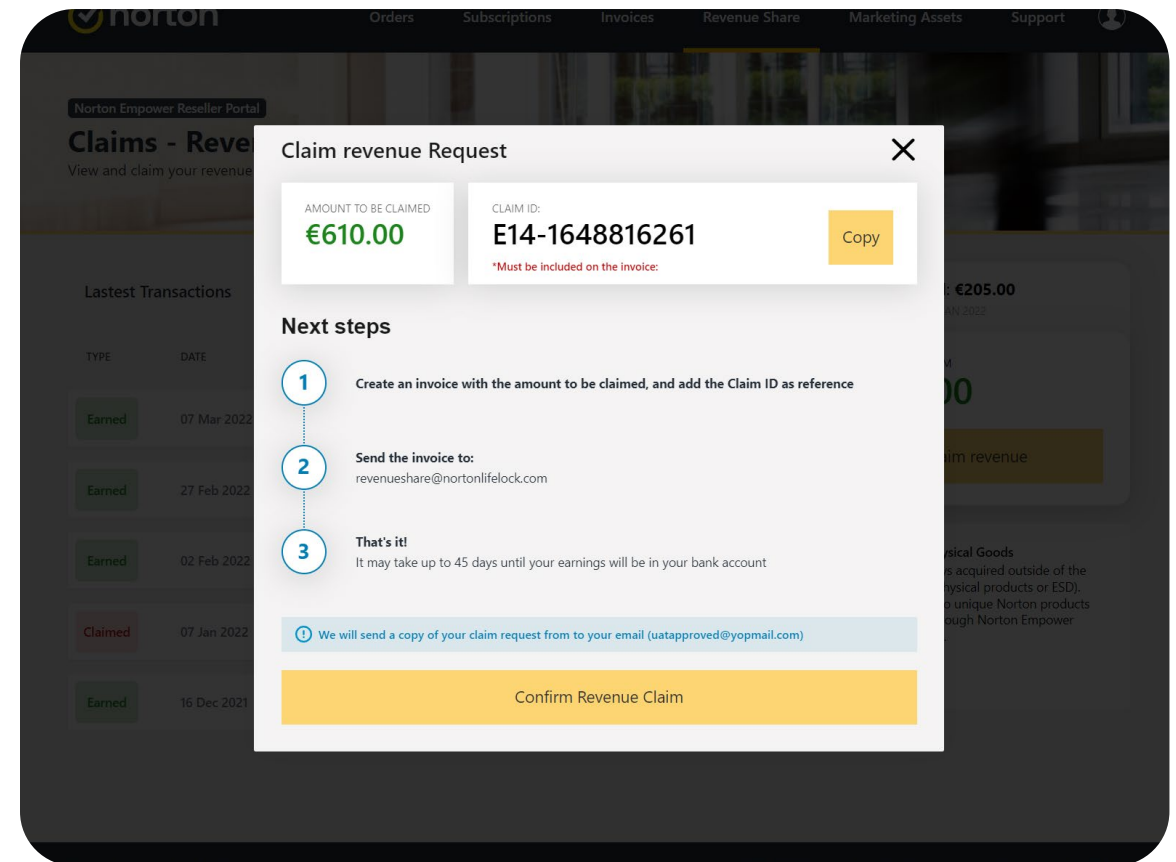 norton
Orders
Subscriptions
Invoices
Revenue Share
Marketing Assets
Support
Norton Empower Reseller Portal
Claims - Reve
View and claim your revenue
Claim revenue Request
AMOUNT TO BE CLAIMED
€610.00
CLAIM ID:
E14-1648816261
*Must be included on the invoice:
Copy
Next steps
1
Create an invoice with the amount to be claimed, and add the Claim ID as reference
2
Send the invoice to:
revenueshare@nortonlifelock.com
3
That's it!
It may take up to 45 days until your earnings will be in your bank account
We will send a copy of your claim request from to your email (uatapproved@yopmail.com)
Confirm Revenue Claim
Lastest Transactions
TYPE
DATE
Earned
07 Mar 2022
Earned
27 Feb 2022
Earned
02 Feb 2022
Claimed
07 Jan 2022
Earned
16 Dec 2021
: €205.00
AN 2022
M
00
aim revenue
ysical Goods
s acquired outside of the
hysical products or ESD).
o unique Norton products
ough Norton Empower